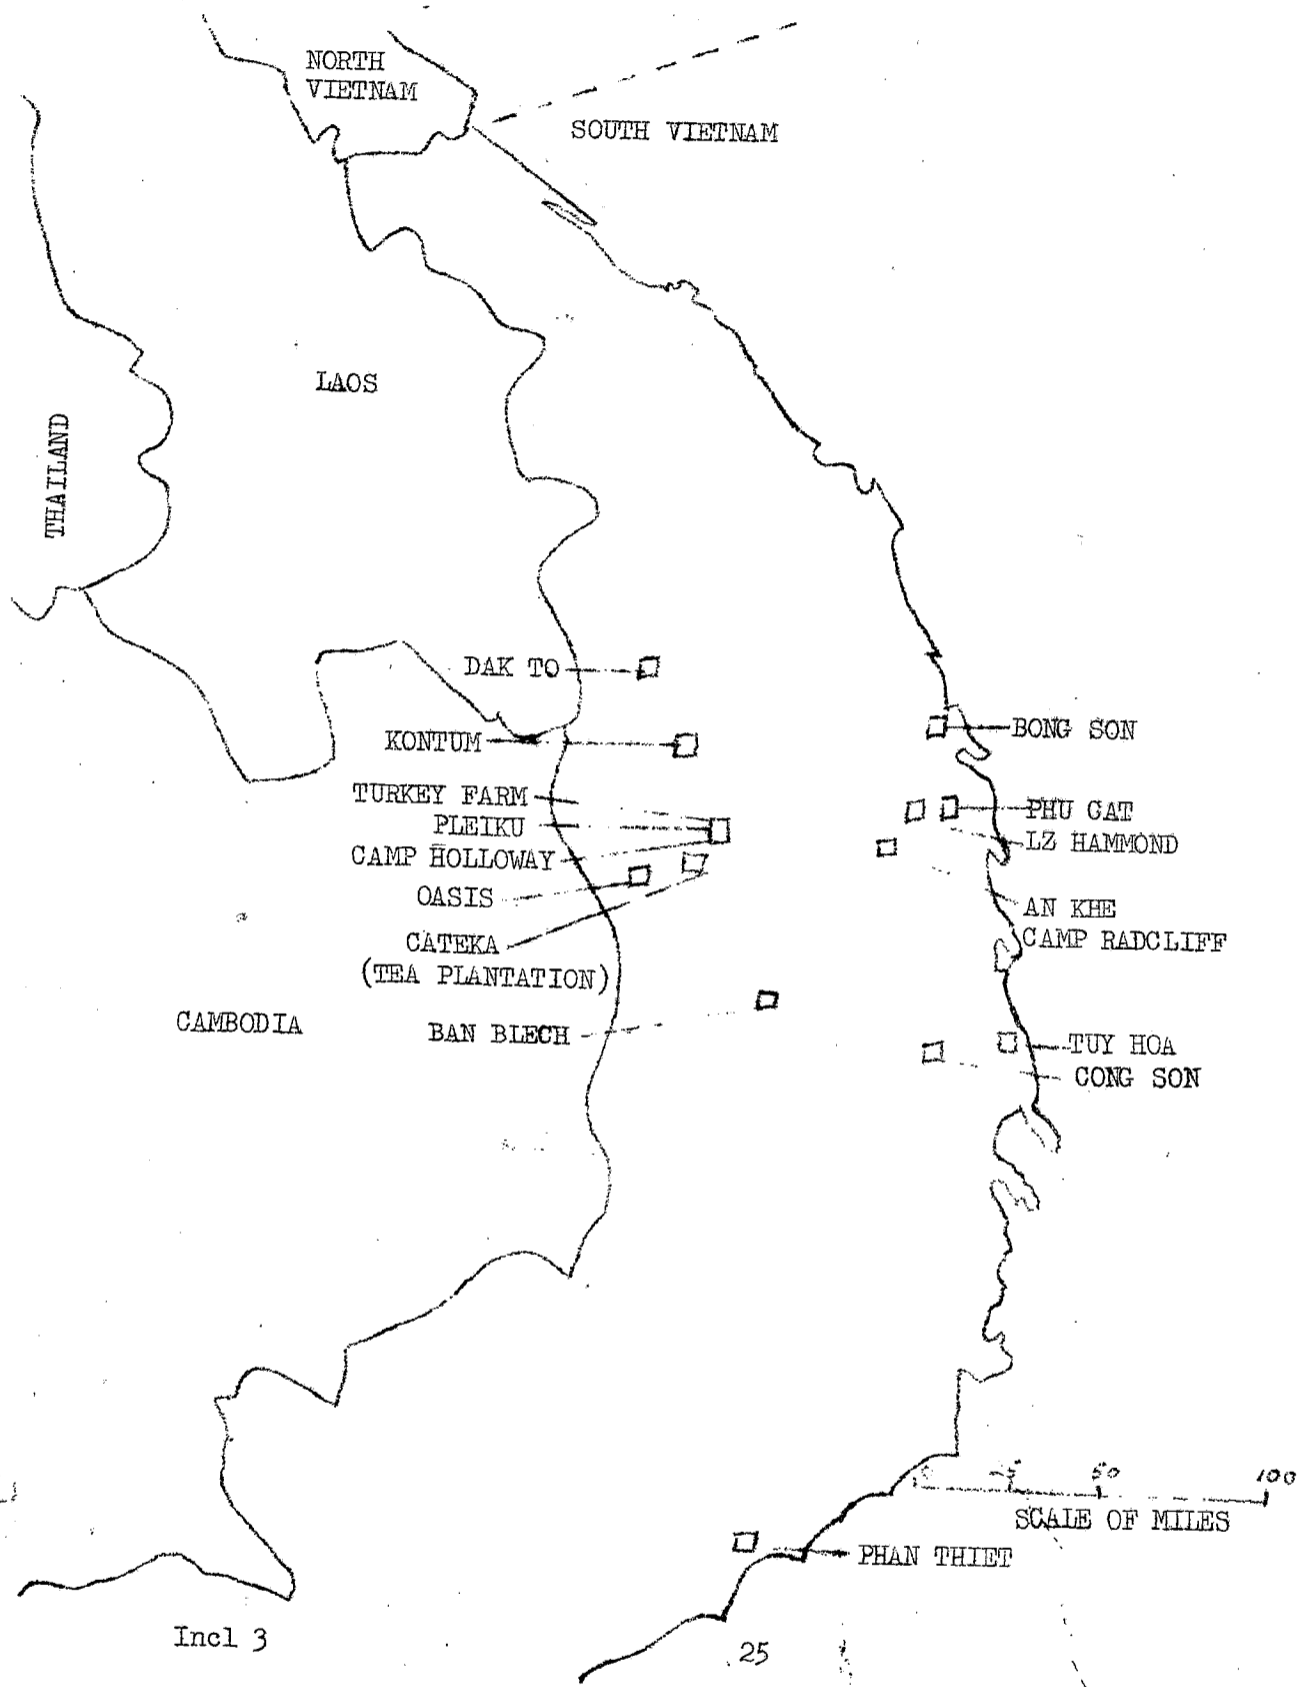 NORTH
VIETNAM
SOUTH VIETNAM
LAOS
THAILAND
DAK TO
KONTUM
BONG SON
TURKEY FARM
PLEIKU
CAMP HOLLOWAY
OASIS
CATEKA
(TEA PLANTATION)
PHU CAT
LZ HAMMOND
AN KHE
CAMP RADCLIFF
CAMBODIA
BAN BLECH
TUY HOA
CONG SON
50 100
SCALE OF MILES
PHAN THIET
Incl 3
25